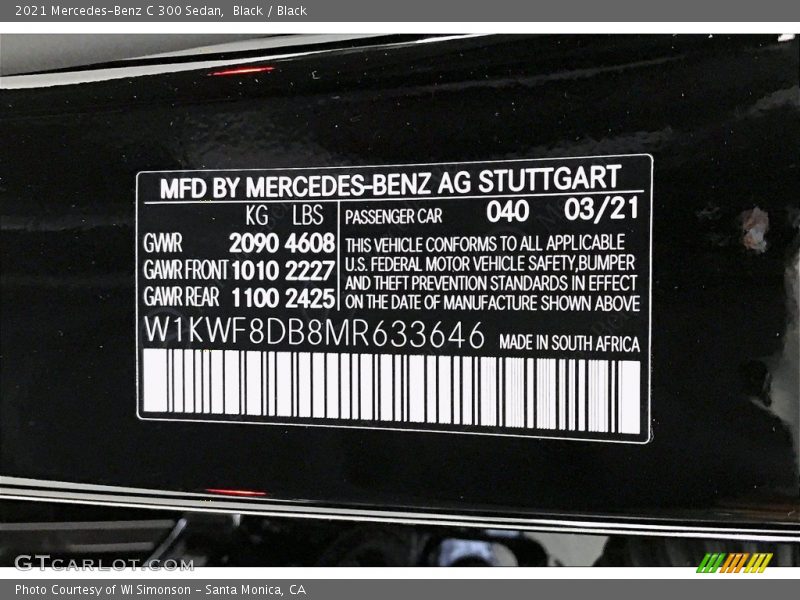 2021 Mercedes-Benz C 300 Sedan, Black / Black
MFD BY MERCEDES-BENZ AG STUTTGART
KG LBS
GVWR 2090 4608
GAWR FRONT 1010 2227
GAWR REAR 1100 2425
PASSENGER CAR 040 03/21
THIS VEHICLE CONFORMS TO ALL APPLICABLE
U.S. FEDERAL MOTOR VEHICLE SAFETY,BUMPER
AND THEFT PREVENTION STANDARDS IN EFFECT
ON THE DATE OF MANUFACTURE SHOWN ABOVE
W1KWF8DB8MR633646 MADE IN SOUTH AFRICA
GTCARLOT.COM
Photo Courtesy of WI Simonson - Santa Monica, CA